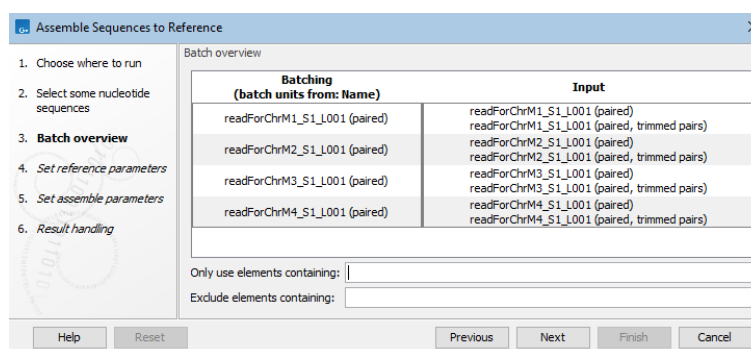 G+ Assemble Sequences to Reference
1. Choose where to run
2. Select some nucleotide
sequences
3. Batch overview
4. Set reference parameters
5. Set assemble parameters
6. Result handling
Batch overview
Batching
(batch units from: Name)
Input
readForChrM1_S1_L001 (paired)
readForChrM1_S1_L001 (paired)
readForChrM1_S1_L001 (paired, trimmed pairs)
readForChrM2_S1_L001 (paired)
readForChrM2_S1_L001 (paired)
readForChrM2_S1_L001 (paired, trimmed pairs)
readForChrM3_S1_L001 (paired)
readForChrM3_S1_L001 (paired)
readForChrM3_S1_L001 (paired, trimmed pairs)
readForChrM4_S1_L001 (paired)
readForChrM4_S1_L001 (paired)
readForChrM4_S1_L001 (paired, trimmed pairs)
Only use elements containing:
Exclude elements containing:
Help Reset Previous Next Finish Cancel